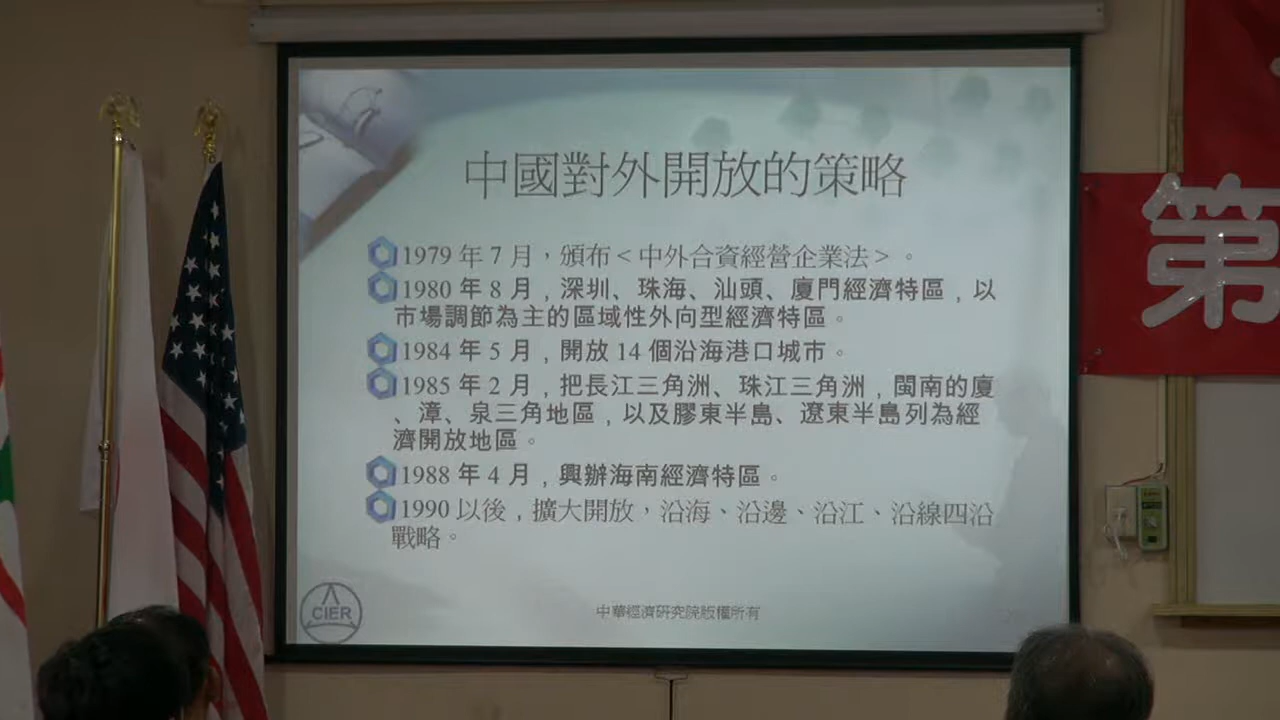 中國對外開放的策略
1979 年 7 月，頒布＜中外合資經營企業法＞。
1980 年 8 月，深圳、珠海、汕頭、廈門經濟特區，以
市場調節為主的區域性外向型經濟特區。
1984 年 5 月，開放 14 個沿海港口城市。
1985 年 2 月，把長江三角洲、珠江三角洲，閩南的廈
、漳、泉三角地區，以及膠東半島、遼東半島列為經
濟開放地區。
1988 年 4 月，興辦海南經濟特區。
1990 以後，擴大開放，沿海、沿邊、沿江、沿線四沿
戰略。
CIER
中華經濟研究院版權所有
第